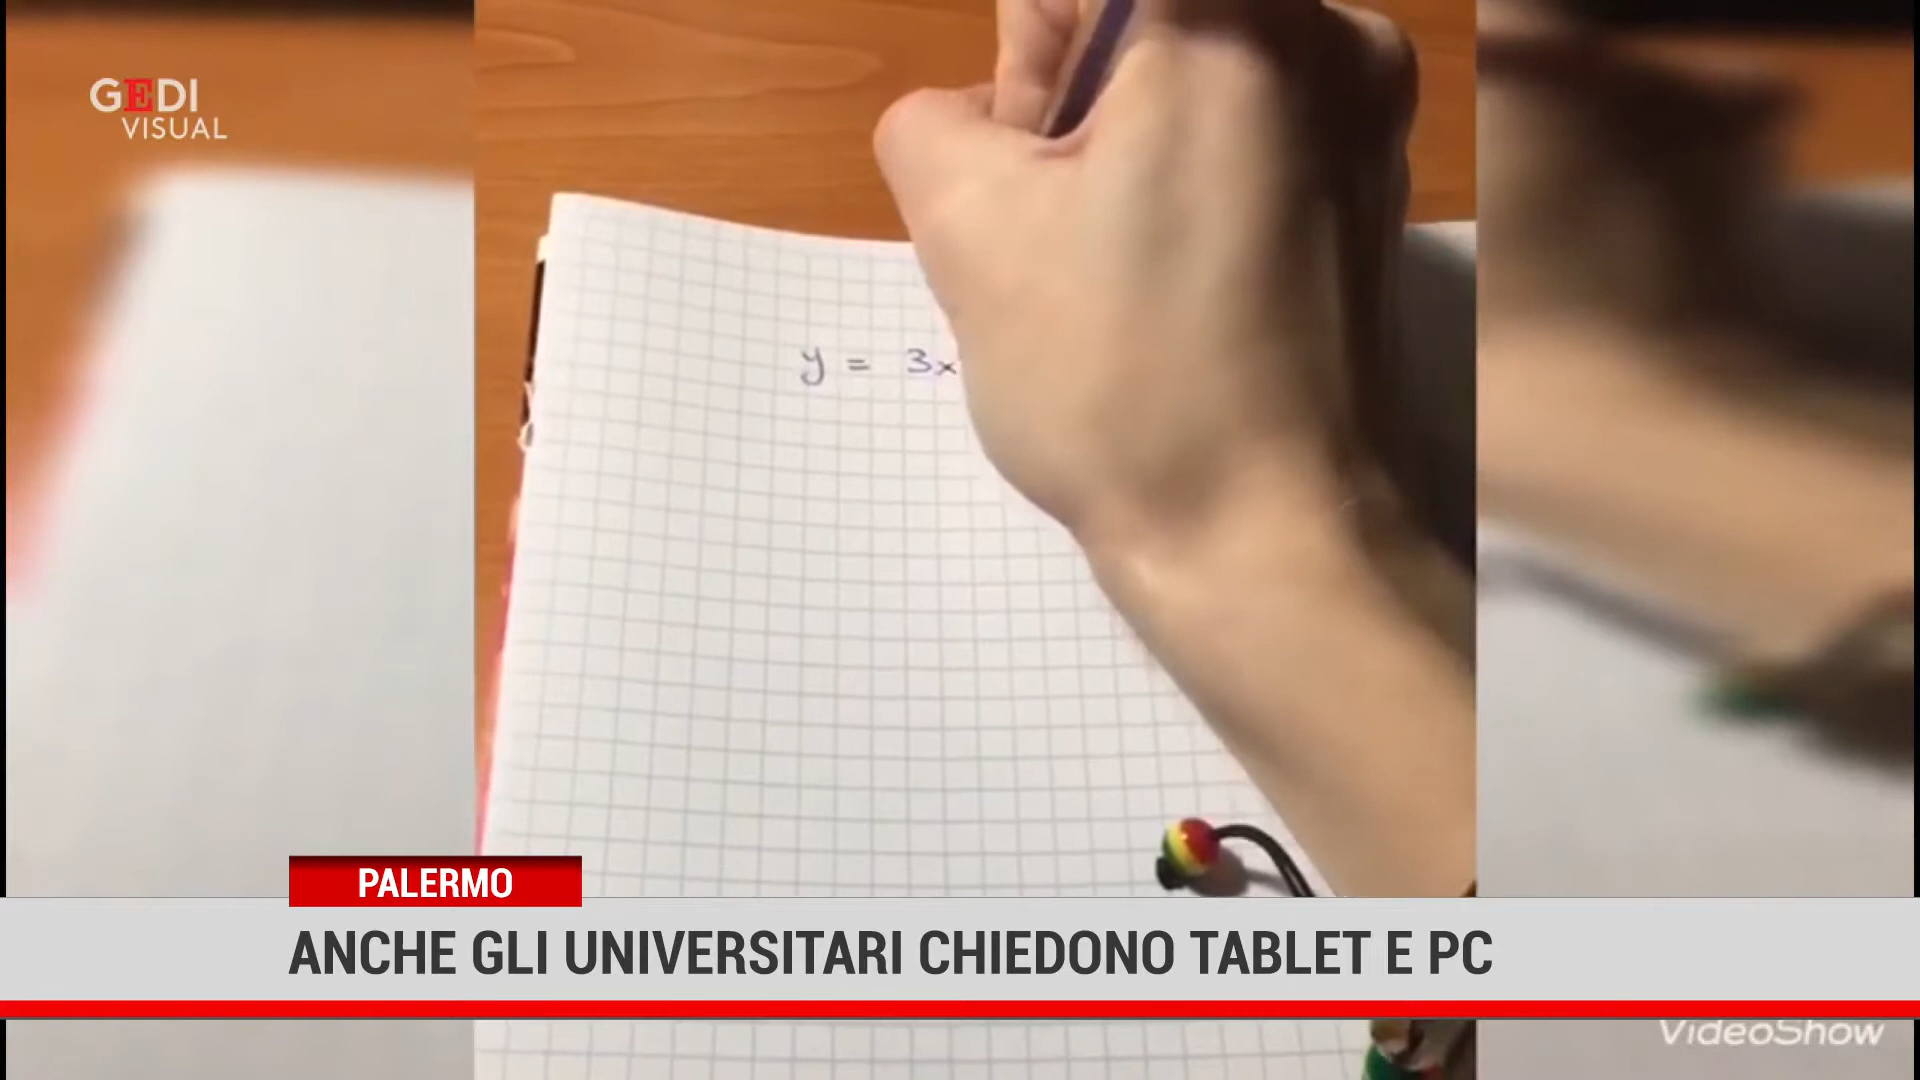 GEDI
VISUAL
y = 3x
PALERMO
ANCHE GLI UNIVERSITARI CHIEDONO TABLET E PC
VideoShow